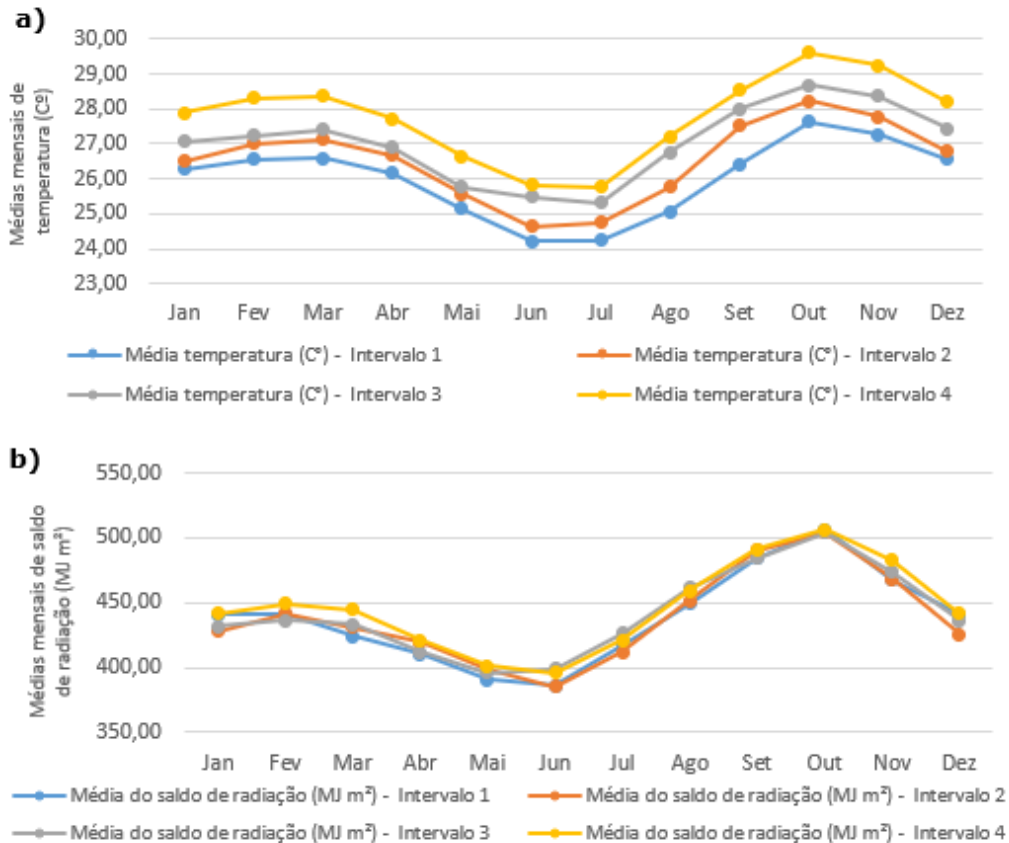 a)
Médias mensais de
temperatura (Cº)
30,00
29,00
28,00
27,00
26,00
25,00
24,00
23,00
Jan Fev Mar Abr Mai Jun Jul Ago Set Out Nov Dez
Média temperatura (C°) - Intervalo 1 Média temperatura (C°) - Intervalo 2
Média temperatura (C°) - Intervalo 3 Média temperatura (C°) - Intervalo 4
b)
Médias mensais de saldo
de radiação (MJ m²)
550,00
500,00
450,00
400,00
350,00
Jan Fev Mar Abr Mai Jun Jul Ago Set Out Nov Dez
Média do saldo de radiação (MJ m²) - Intervalo 1 Média do saldo de radiação (MJ m²) - Intervalo 2
Média do saldo de radiação (MJ m²) - Intervalo 3 Média do saldo de radiação (MJ m²) - Intervalo 4